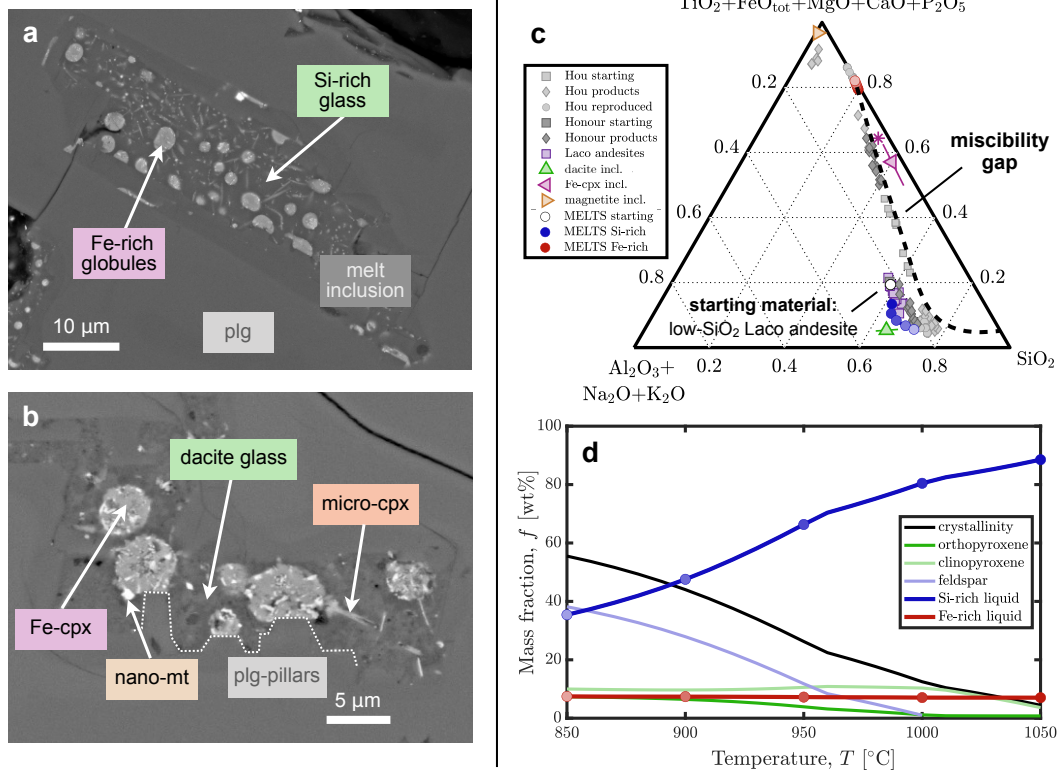 a
Si-rich
glass
Fe-rich
globules
melt
inclusion
plg
10 µm
b
dacite glass
micro-cpx
Fe-cpx
nano-mt
plg-pillars
5 µm
TiO₂+FeO_tot+MgO+CaO+P₂O₅
c
Hou starting
Hou products
Hou reproduced
Honour starting
Honour products
Laco andesites
dacite incl.
Fe-cpx incl.
magnetite incl.
MELTS starting
MELTS Si-rich
MELTS Fe-rich
0.2
0.8
0.4
0.6
miscibility
gap
0.6
0.4
0.8
0.2
starting material:
low-SiO₂ Laco andesite
Al₂O₃+
Na₂O+K₂O
0.2
0.4
0.6
0.8
SiO₂
d
100
80
60
40
20
0
Mass fraction, f [wt%]
crystallinity
orthopyroxene
clinopyroxene
feldspar
Si-rich liquid
Fe-rich liquid
850
900
950
1000
1050
Temperature, T [°C]